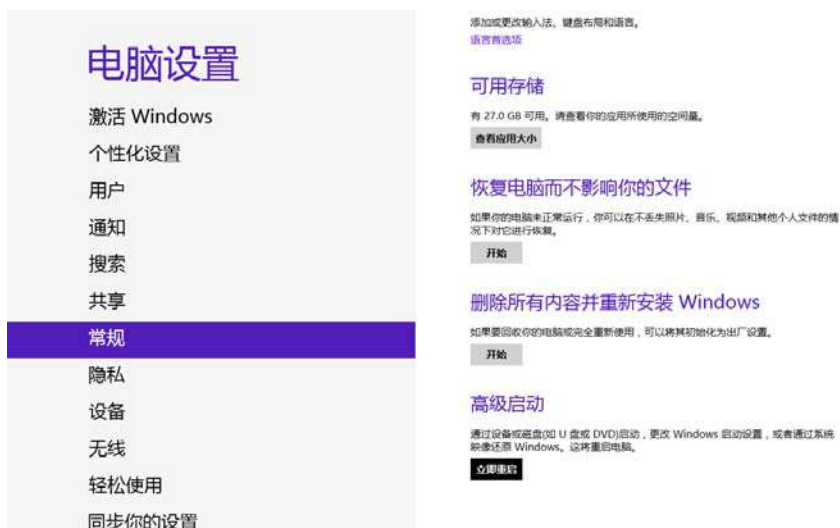 电脑设置
激活 Windows
个性化设置
用户
通知
搜索
共享
常规
隐私
设备
无线
轻松使用
同步你的设置
添加或更改输入法、键盘布局和语言。
语言首选项
可用存储
有 27.0 GB 可用。请查看你的应用所使用的空间量。
查看应用大小
恢复电脑而不影响你的文件
如果你的电脑未正常运行，你可以在不丢失照片、音乐、视频和其他个人文件的情
况下对它进行恢复。
开始
删除所有内容并重新安装 Windows
如果要回收你的电脑或完全重新使用，可以将其初始化为出厂设置。
开始
高级启动
通过设备或磁盘(如 U 盘或 DVD)启动，更改 Windows 启动设置，或者通过系统
映像还原 Windows。这将重启电脑。
立即重启